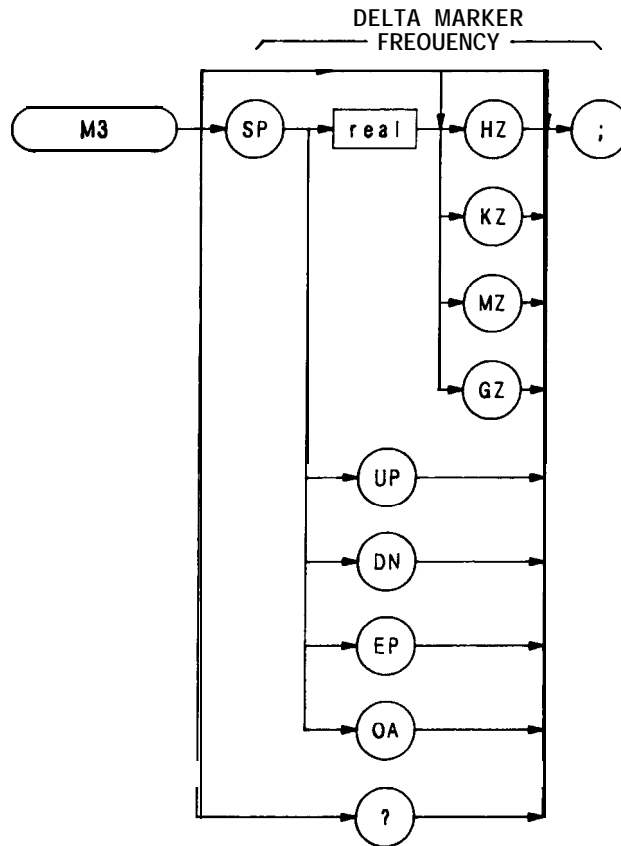 DELTA MARKER
FREOUENCY
M3 SP real HZ ;
KZ
MZ
GZ
UP
DN
EP
OA
?